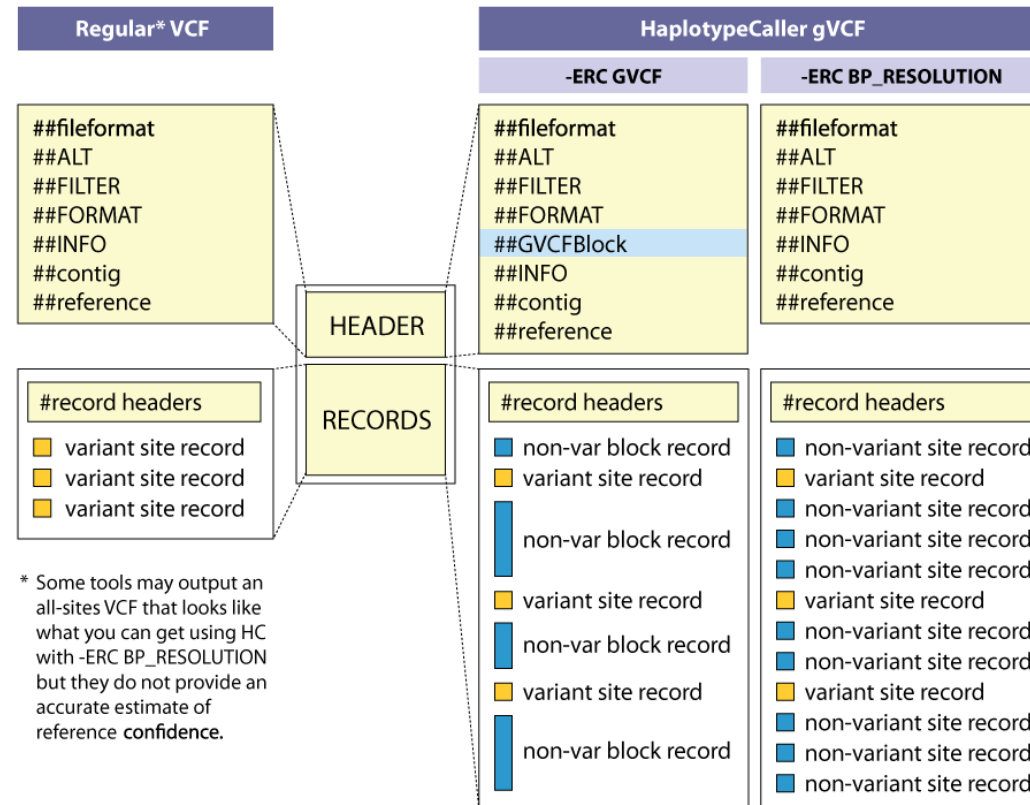 Regular* VCF
##fileformat
##ALT
##FILTER
##FORMAT
##INFO
##contig
##reference
#record headers
variant site record
variant site record
variant site record
* Some tools may output an
all-sites VCF that looks like
what you can get using HC
with -ERC BP_RESOLUTION
but they do not provide an
accurate estimate of
reference confidence.
HEADER
RECORDS
HaplotypeCaller gVCF
-ERC GVCF
##fileformat
##ALT
##FILTER
##FORMAT
##GVCFBlock
##INFO
##contig
##reference
#record headers
non-var block record
variant site record
non-var block record
variant site record
non-var block record
variant site record
non-var block record
-ERC BP_RESOLUTION
##fileformat
##ALT
##FILTER
##FORMAT
##INFO
##contig
##reference
#record headers
non-variant site record
variant site record
non-variant site record
non-variant site record
non-variant site record
variant site record
non-variant site record
non-variant site record
variant site record
non-variant site record
non-variant site record
non-variant site record